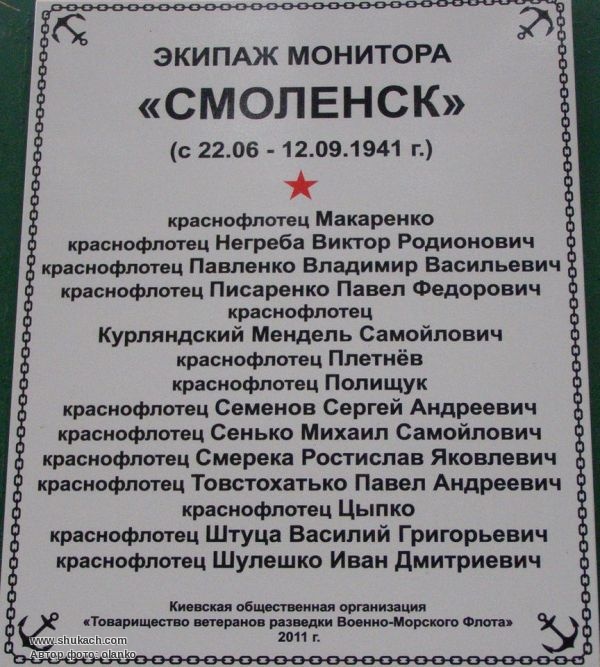 ЭКИПАЖ МОНИТОРА
«СМОЛЕНСК»
(с 22.06 - 12.09.1941 г.)
краснофлотец Макаренко
краснофлотец Негреба Виктор Родионович
краснофлотец Павленко Владимир Васильевич
краснофлотец Писаренко Павел Федорович
краснофлотец
Курляндский Мендель Самойлович
краснофлотец Плетнёв
краснофлотец Полищук
краснофлотец Семенов Сергей Андреевич
краснофлотец Сенько Михаил Самойлович
краснофлотец Смерека Ростислав Яковлевич
краснофлотец Товстохатько Павел Андреевич
краснофлотец Цыпко
краснофлотец Штуца Василий Григорьевич
краснофлотец Шулешко Иван Дмитриевич
Киевская общественная организация
«Товарищество ветеранов разведки Военно-Морского Флота»
2011 г.
www.shukach.com
Автор фото: olanko